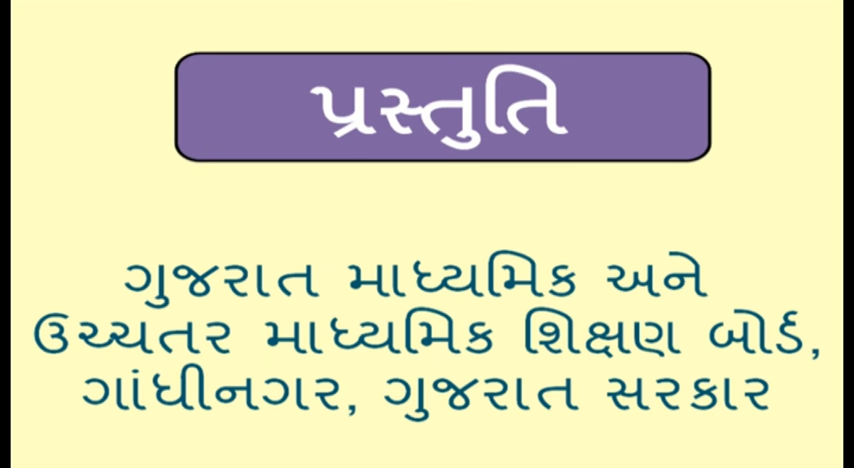 પ્રસ્તુતિ
ગુજરાત માધ્યમિક અને
ઉચ્ચતર માધ્યમિક શિક્ષણ બોર્ડ,
ગાંધીનગર, ગુજરાત સરકાર